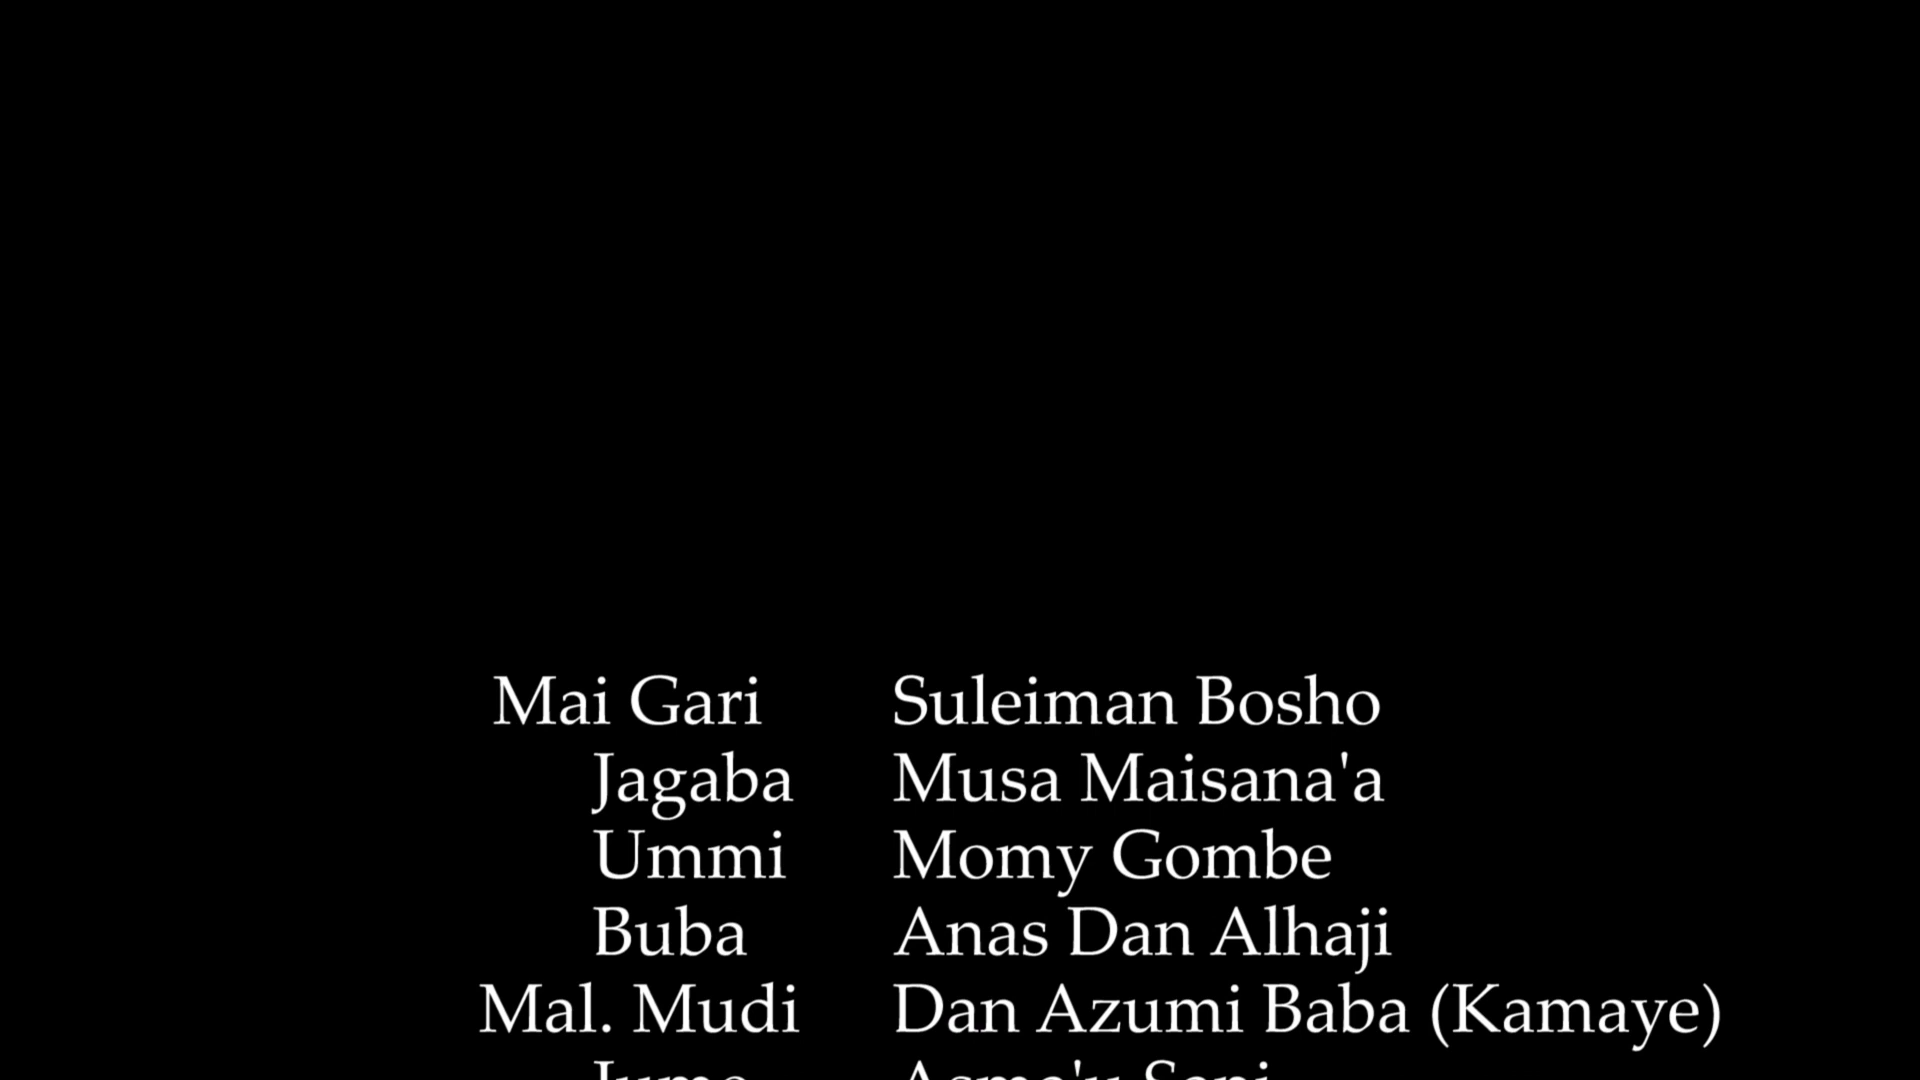 Mai Gari Suleiman Bosho
Jagaba Musa Maisana'a
Ummi Momy Gombe
Buba Anas Dan Alhaji
Mal. Mudi Dan Azumi Baba (Kamaye)